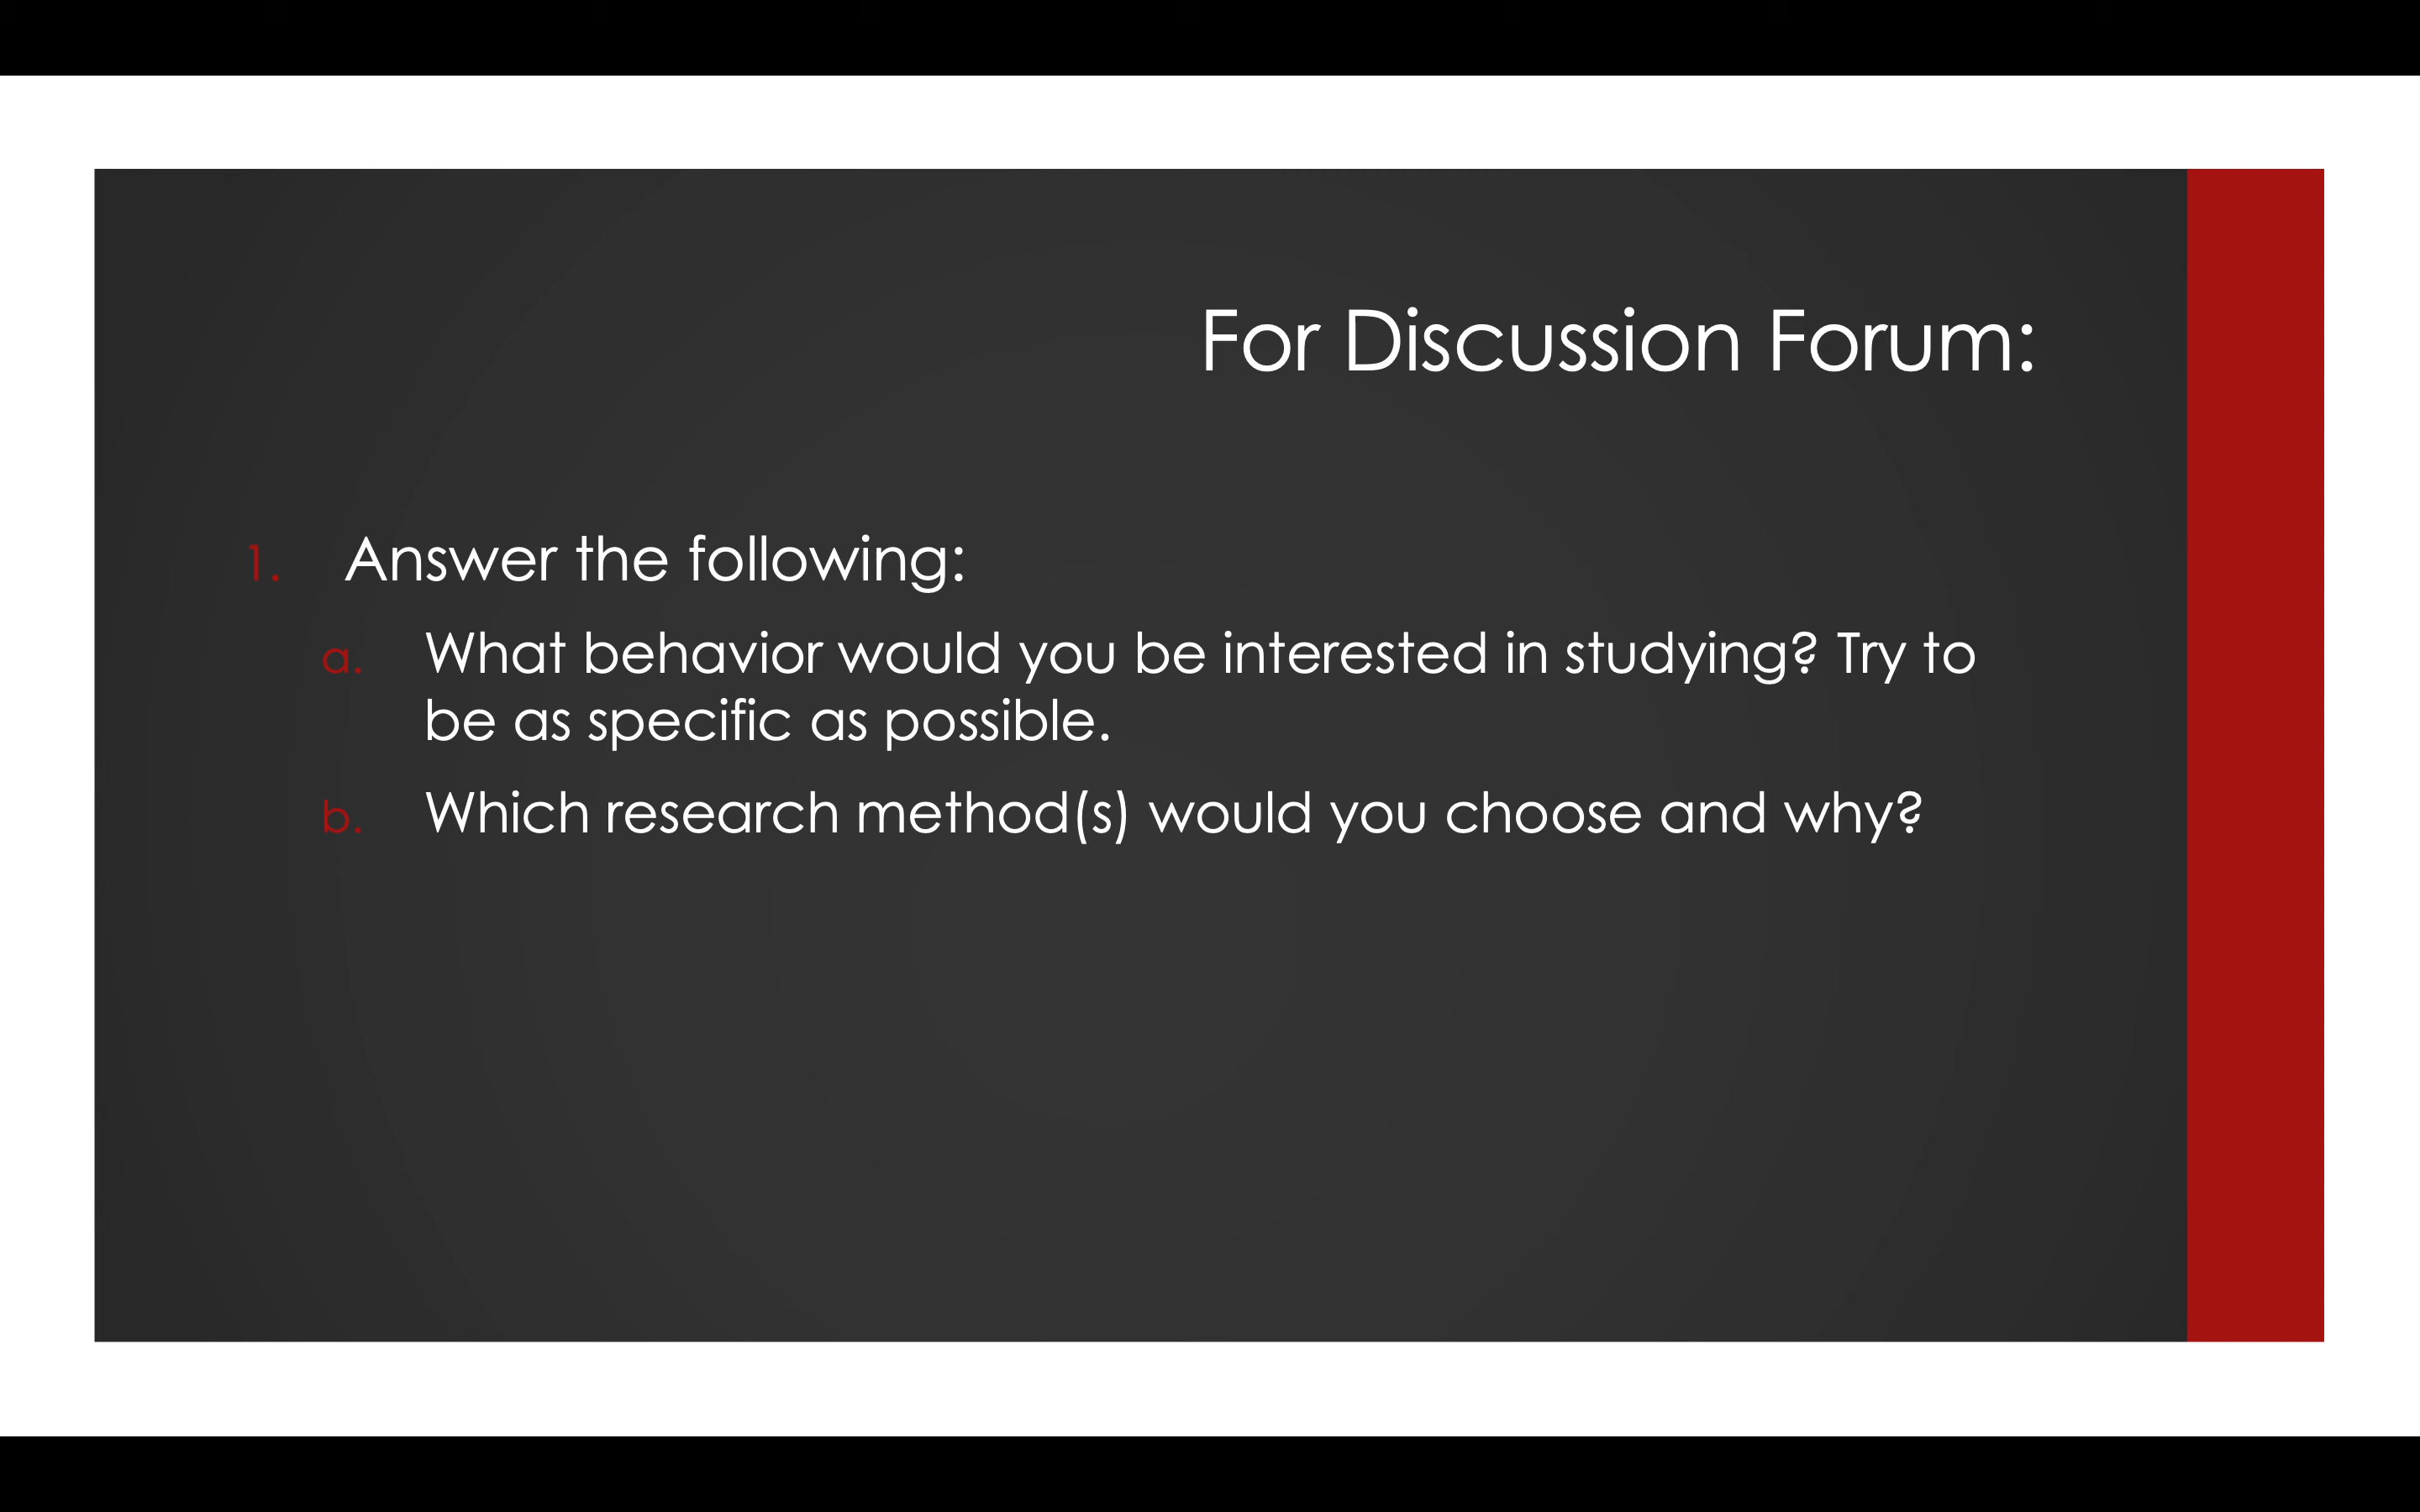 For Discussion Forum:
1. Answer the following:
a. What behavior would you be interested in studying? Try to
be as specific as possible.
b. Which research method(s) would you choose and why?